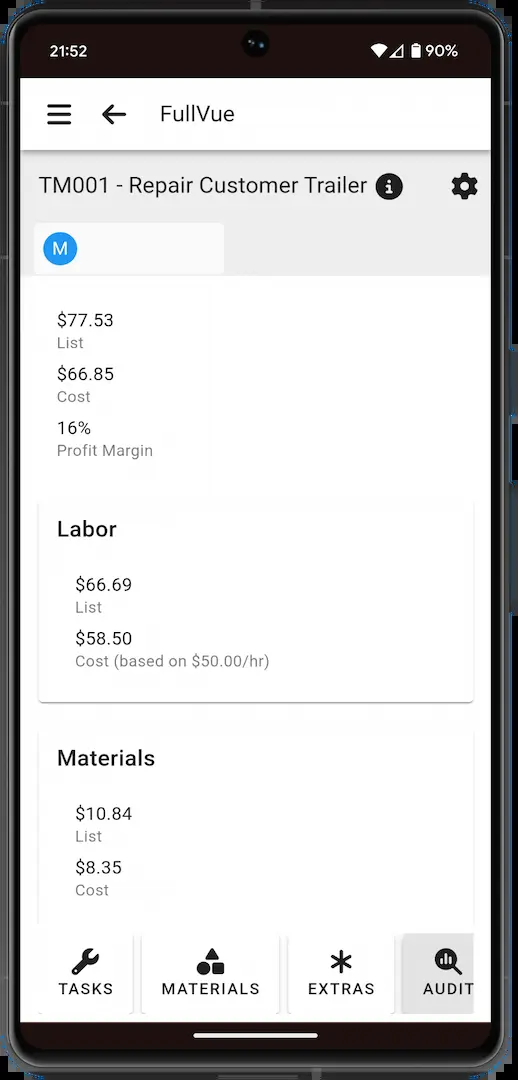 21:52
90%
FullVue
TM001 - Repair Customer Trailer
M
$77.53
List
$66.85
Cost
16%
Profit Margin
Labor
$66.69
List
$58.50
Cost (based on $50.00/hr)
Materials
$10.84
List
$8.35
Cost
TASKS
MATERIALS
EXTRAS
AUDIT